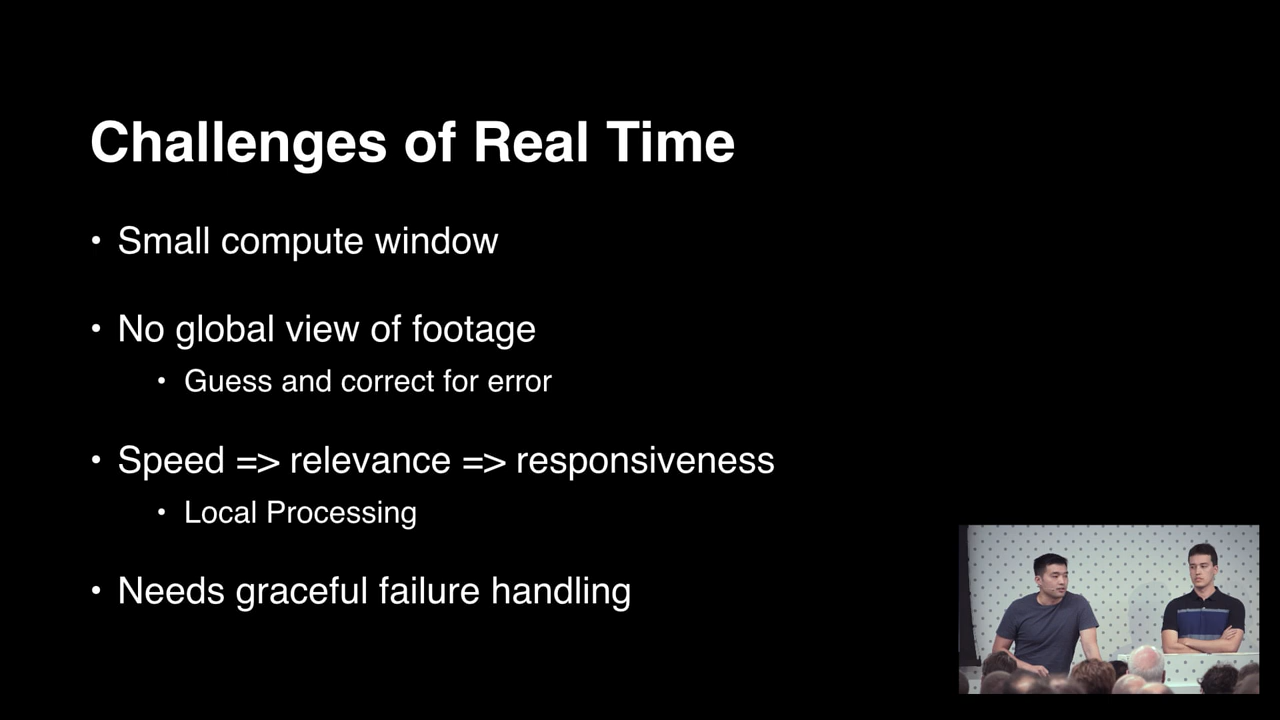 Challenges of Real Time
• Small compute window
• No global view of footage
• Guess and correct for error
• Speed => relevance => responsiveness
• Local Processing
• Needs graceful failure handling